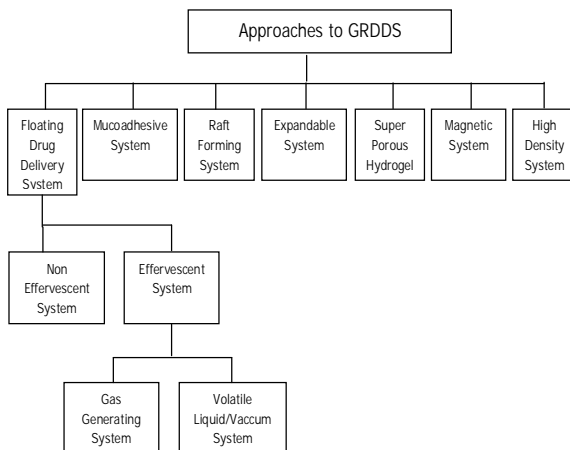 Approaches to GRDDS
Floating
Drug
Delivery
System
Mucoadhesive
System
Raft
Forming
System
Expandable
System
Super
Porous
Hydrogel
Magnetic
System
High
Density
System
Non
Effervescent
System
Effervescent
System
Gas
Generating
System
Volatile
Liquid/Vaccum
System